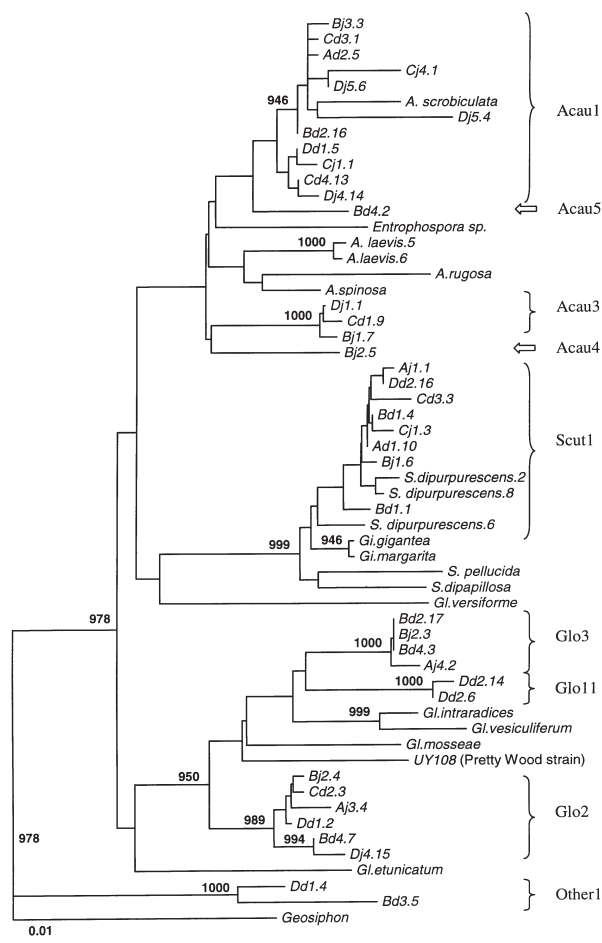 Bj3.3
Cd3.1
Ad2.5
Cj4.1
Dj5.6
946
A. scrobiculata
Acau1
Dj5.4
Bd2.16
Dd1.5
Cj1.1
Cd4.13
Dj4.14
Bd4.2
Acau5
Entrophospora sp.
1000
A. laevis.5
A.laevis.6
A.rugosa
A.spinosa
Dj1.1
Acau3
1000
Cd1.9
Bj1.7
Bj2.5
Acau4
Aj1.1
Dd2.16
Cd3.3
Bd1.4
Cj1.3
Scut1
Ad1.10
Bj1.6
S.dipurpurescens.2
S. dipurpurescens.8
Bd1.1
S. dipurpurescens.6
999
946
Gi.gigantea
Gi.margarita
S. pellucida
S.dipapillosa
Gl.versiforme
978
Bd2.17
Bj2.3
Glo3
1000
Bd4.3
Aj4.2
1000
Dd2.14
Glo11
Dd2.6
999
Gl.intraradices
Gl.vesiculiferum
Gl.mosseae
UY108 (Pretty Wood strain)
950
Bj2.4
Cd2.3
Aj3.4
Glo2
989
Dd1.2
994
Bd4.7
978
Dj4.15
Gl.etunicatum
1000
Dd1.4
Other1
Bd3.5
Geosiphon
0.01